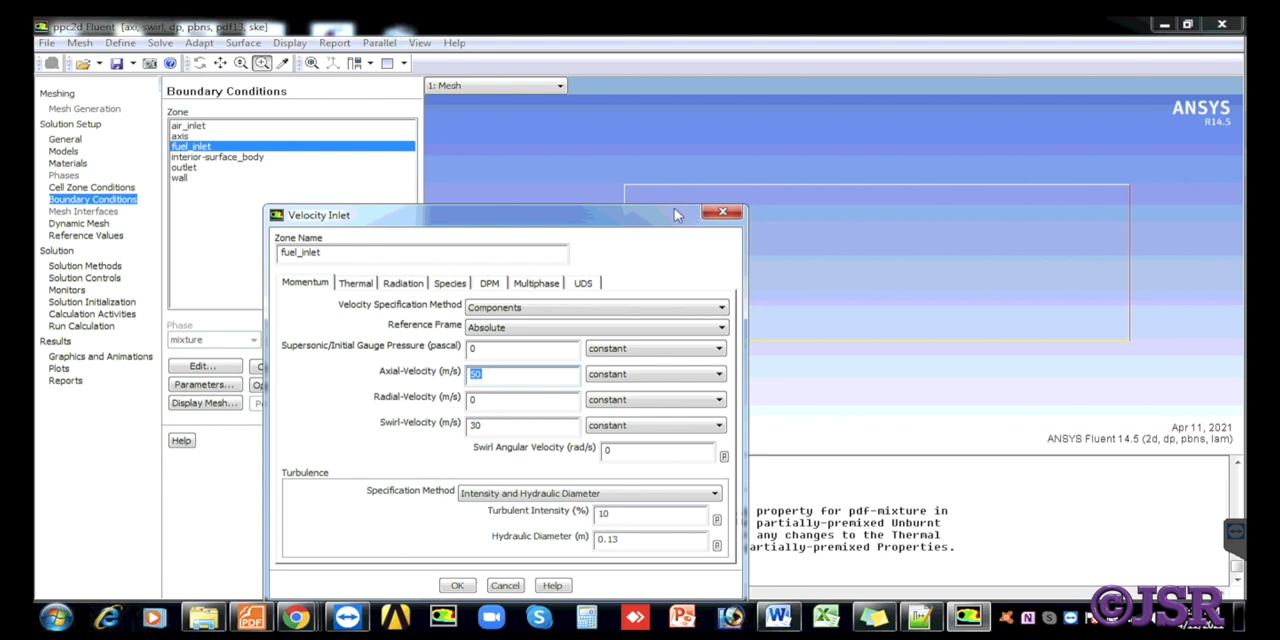 ppc2d Fluent [axi, swirl, dp, pbns, pdf13, ske]
File Mesh Define Solve Adapt Surface Display Report Parallel View Help
Meshing
Mesh Generation
Solution Setup
General
Models
Materials
Phases
Cell Zone Conditions
Boundary Conditions
Mesh Interfaces
Dynamic Mesh
Reference Values
Solution
Solution Methods
Solution Controls
Monitors
Solution Initialization
Calculation Activities
Run Calculation
Results
Graphics and Animations
Plots
Reports
Boundary Conditions
Zone
air_inlet
axis
fuel_inlet
interior-surface_body
outlet
wall
Phase
mixture
Edit...
Parameters...
Display Mesh...
Help
1: Mesh
ANSYS
R14.5
Velocity Inlet
Zone Name
fuel_inlet
Momentum Thermal Radiation Species DPM Multiphase UDS
Velocity Specification Method Components
Reference Frame Absolute
Supersonic/Initial Gauge Pressure (pascal) 0 constant
Axial-Velocity (m/s) 50 constant
Radial-Velocity (m/s) 0 constant
Swirl-Velocity (m/s) 30 constant
Swirl Angular Velocity (rad/s) 0
Turbulence
Specification Method Intensity and Hydraulic Diameter
Turbulent Intensity (%) 10
Hydraulic Diameter (m) 0.13
OK Cancel Help
Apr 11, 2021
ANSYS Fluent 14.5 (2d, dp, pbns, lam)
property for pdf-mixture in
partially-premixed Unburnt
any changes to the Thermal
artially-premixed Properties.
©JSR